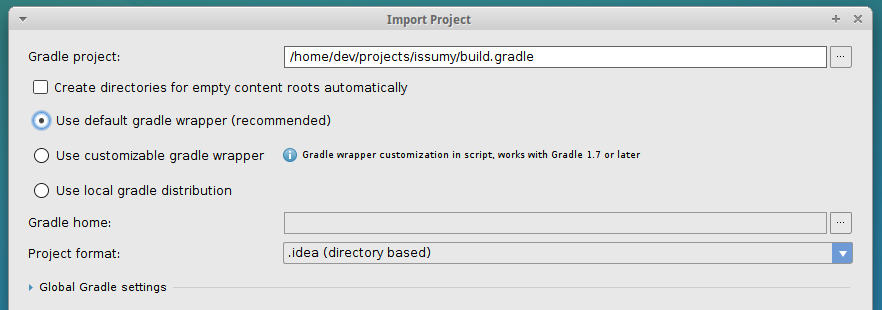 Import Project
Gradle project: /home/dev/projects/issumy/build.gradle ...
Create directories for empty content roots automatically
Use default gradle wrapper (recommended)
Use customizable gradle wrapper Gradle wrapper customization in script, works with Gradle 1.7 or later
Use local gradle distribution
Gradle home: ...
Project format: .idea (directory based)
Global Gradle settings